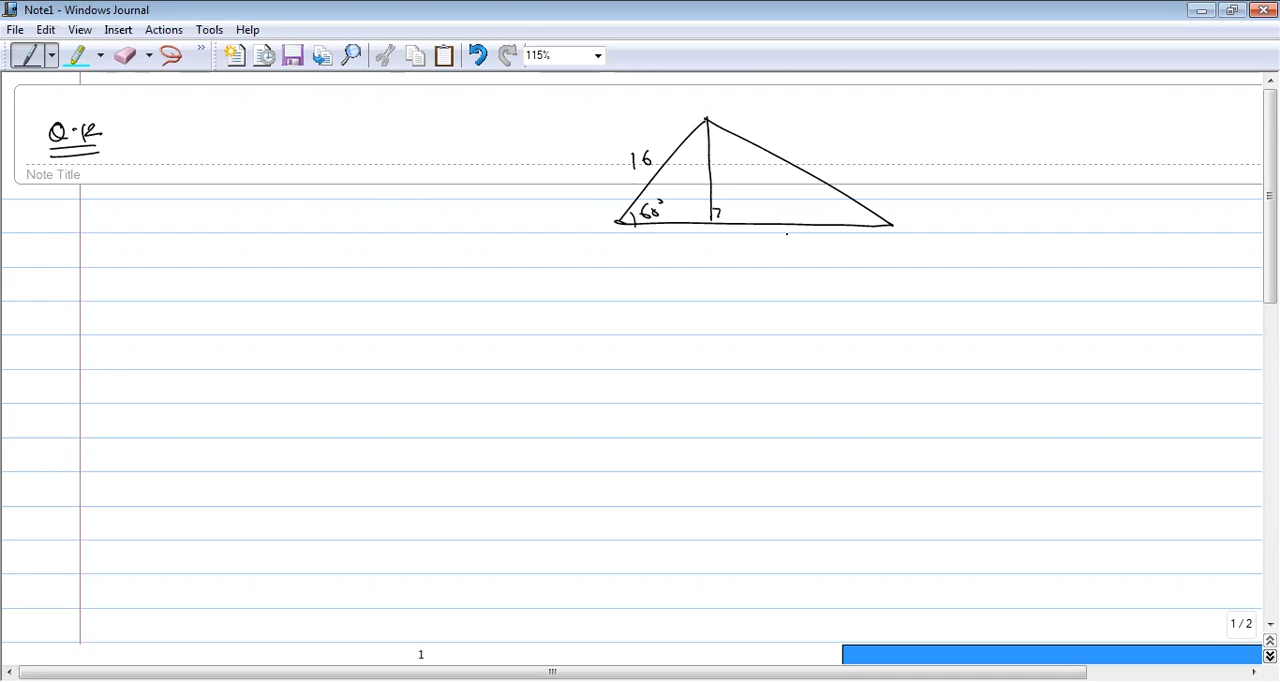 Note1 - Windows Journal
File Edit View Insert Actions Tools Help
115%
Q.12
Note Title
16
60°
1 / 2
1